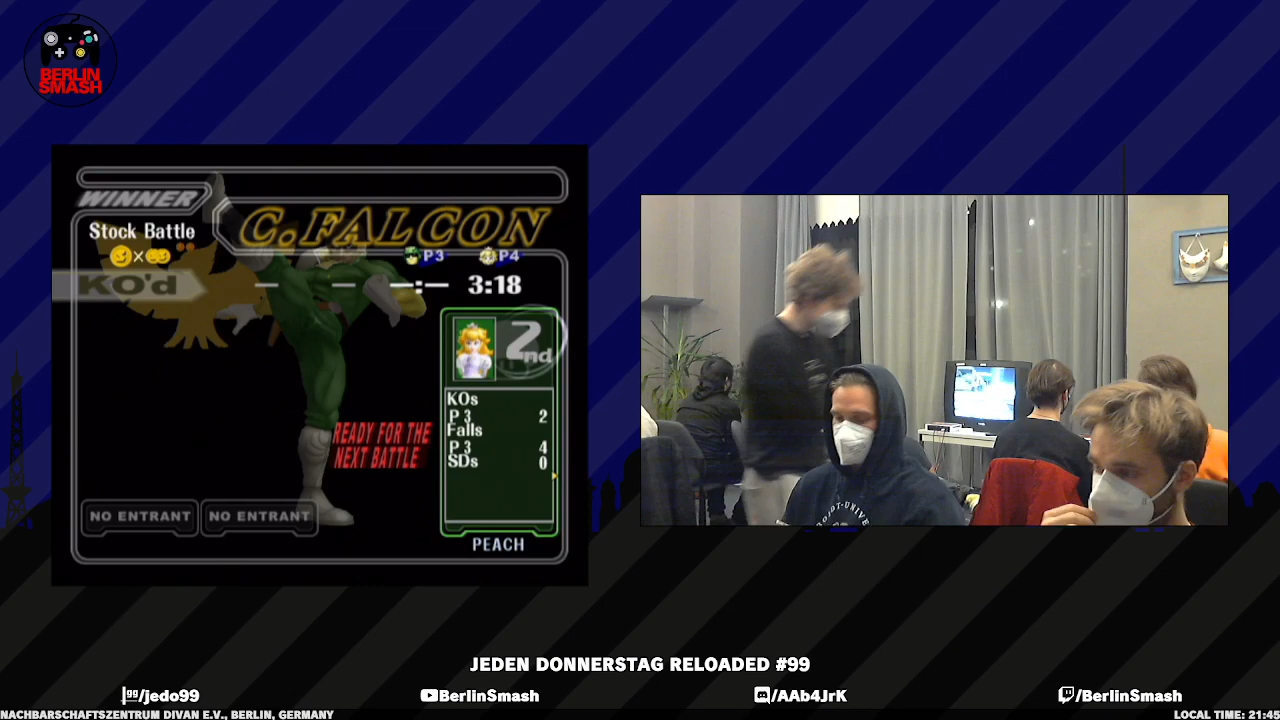 BERLIN
SMASH
WINNER
C.FALCON
Stock Battle
P3
P4
KO'd
3:18
2nd
KOs
P 3 2
Falls
P 3 4
SDs 0
READY FOR THE
NEXT BATTLE
NO ENTRANT
NO ENTRANT
PEACH
JEDEN DONNERSTAG RELOADED #99
gg/jedo99
BerlinSmash
/AAb4JrK
/BerlinSmash
NACHBARSCHAFTSZENTRUM DIVAN E.V., BERLIN, GERMANY
LOCAL TIME: 21:45